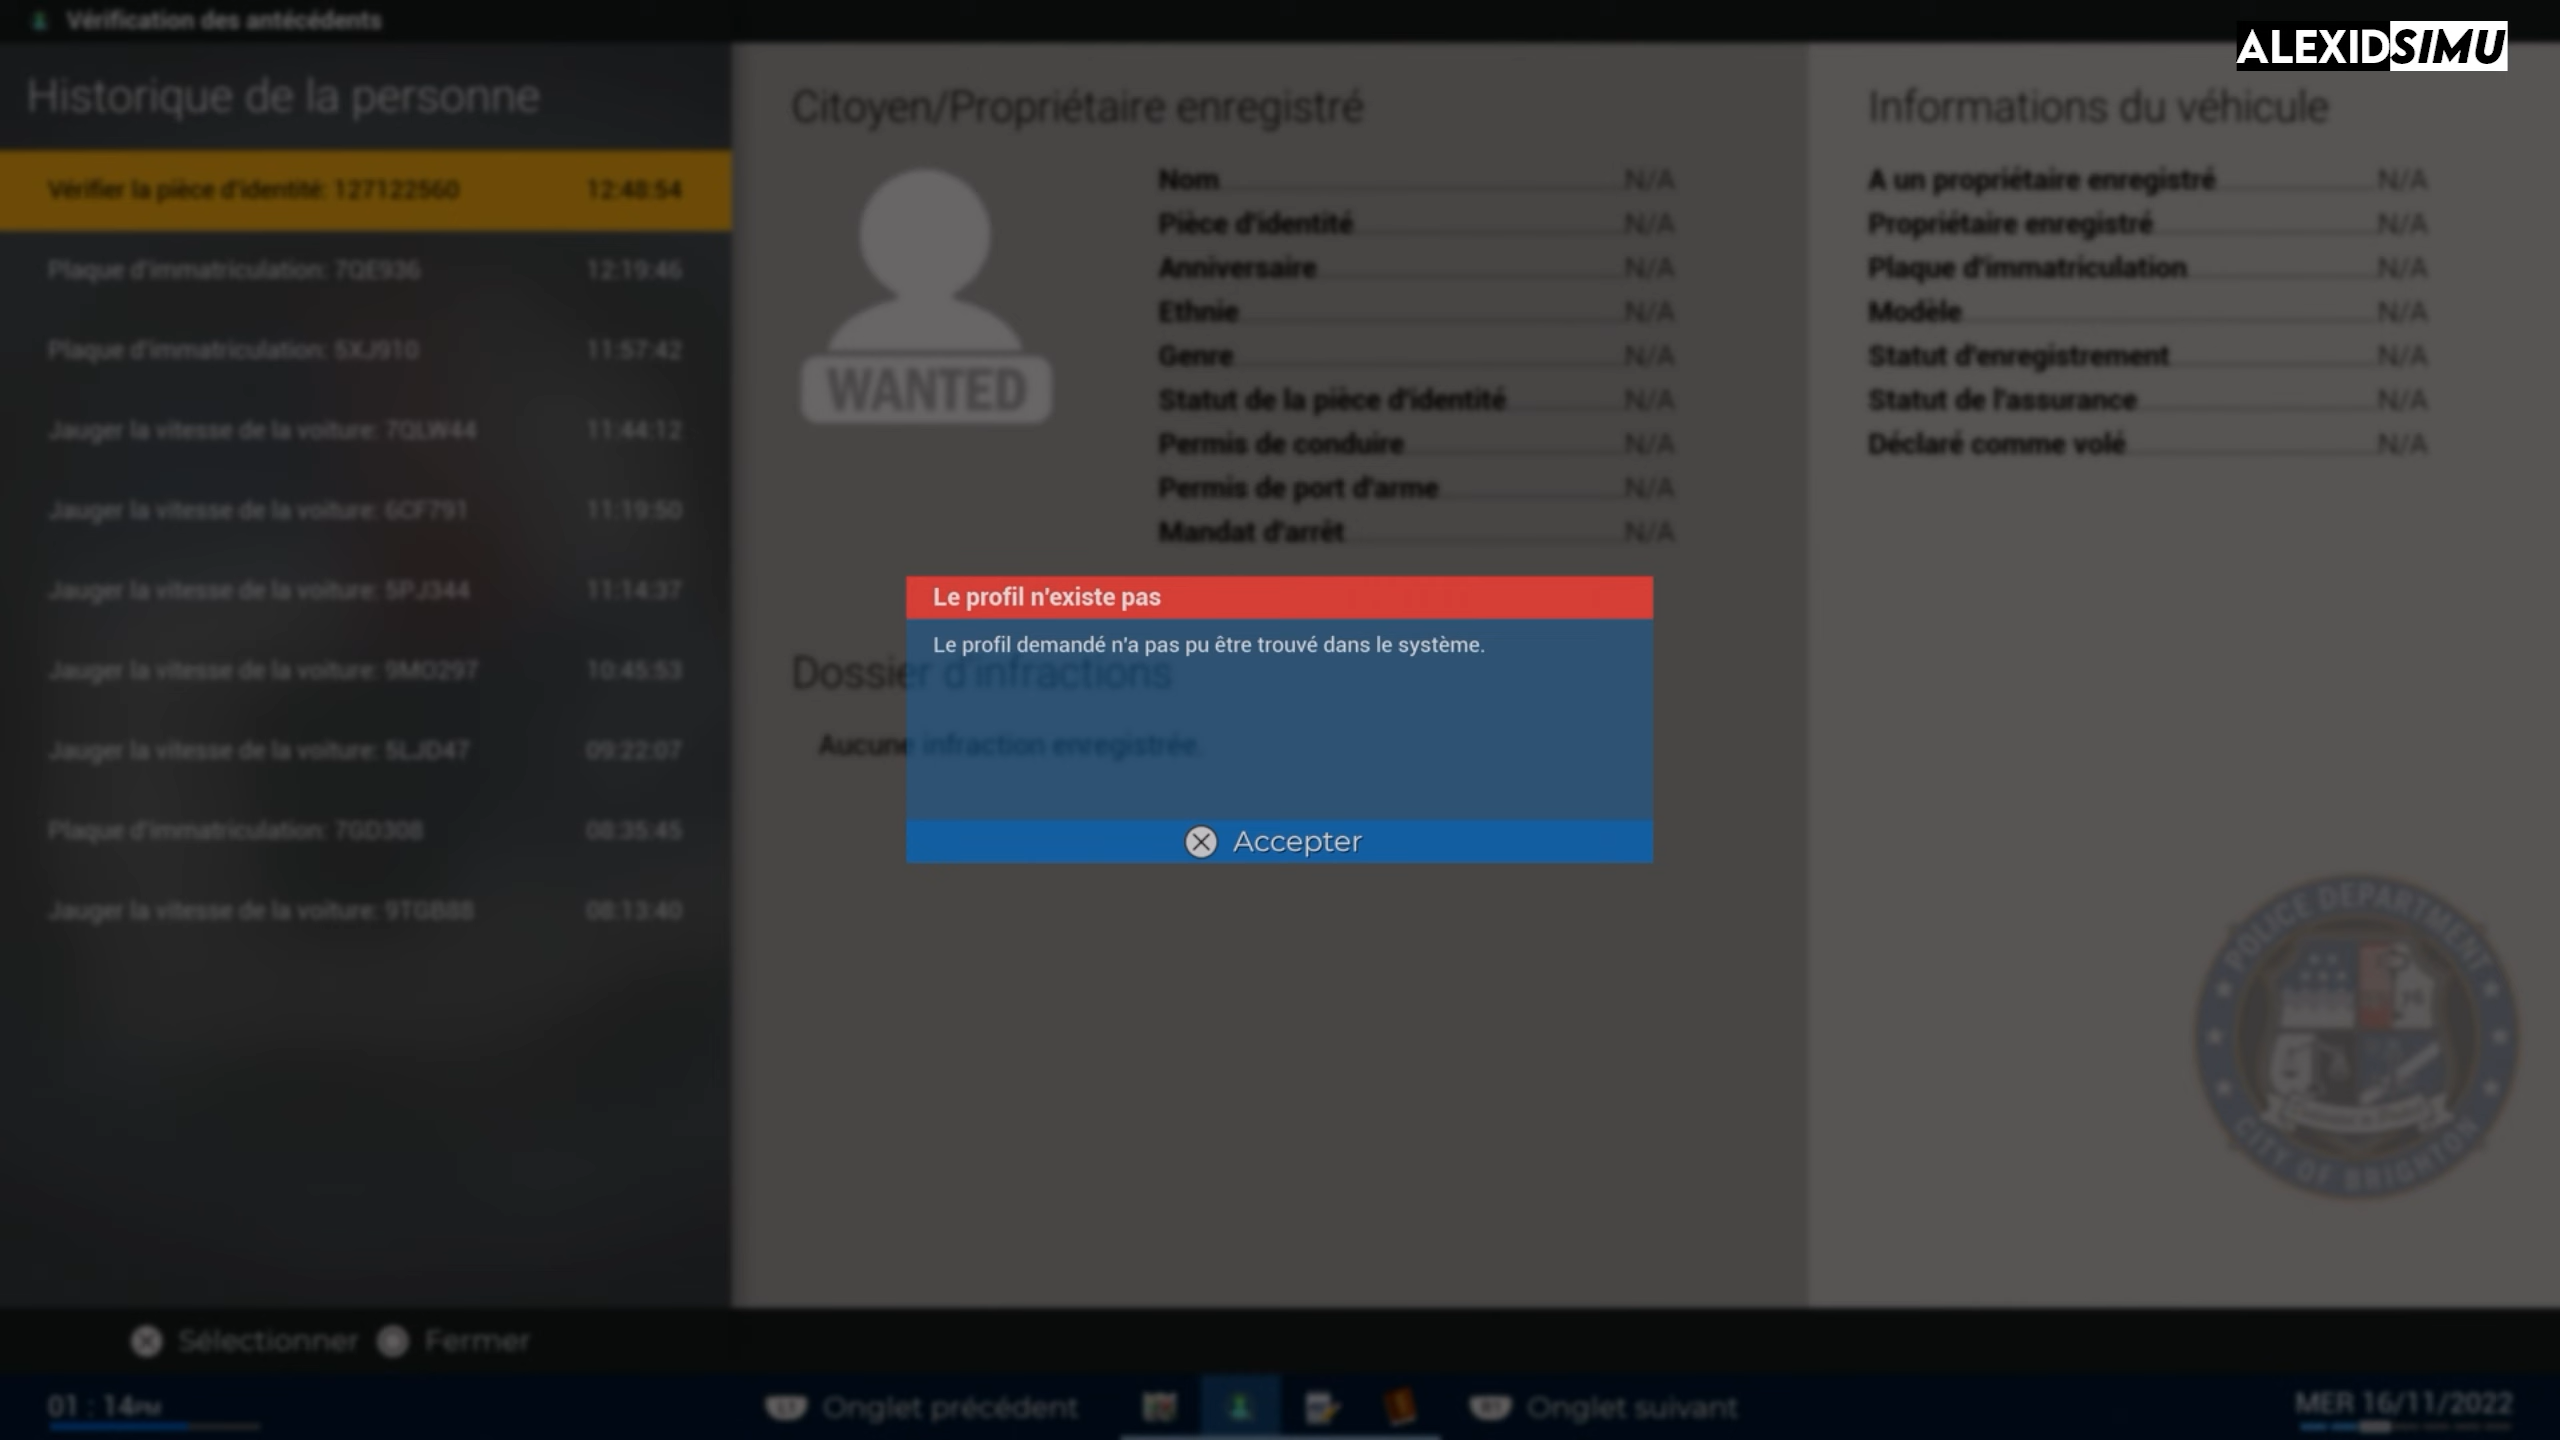 Vérification des antécédents
ALEXIDSIMU
Historique de la personne
Vérifier la pièce d'identité: 127122560 12:48:54
Plaque d'immatriculation: 7QE936 12:19:46
Plaque d'immatriculation: 5XJ910 11:57:42
Jauger la vitesse de la voiture: 7QLW44 11:44:12
Jauger la vitesse de la voiture: 6CF791 11:19:50
Jauger la vitesse de la voiture: 5PJ344 11:14:37
Jauger la vitesse de la voiture: 9MO297 10:45:53
Jauger la vitesse de la voiture: 5LJD47 09:22:07
Plaque d'immatriculation: 7GD308 08:35:45
Jauger la vitesse de la voiture: 9TGB88 08:13:40
Citoyen/Propriétaire enregistré
WANTED
Nom N/A
Pièce d'identité N/A
Anniversaire N/A
Ethnie N/A
Genre N/A
Statut de la pièce d'identité N/A
Permis de conduire N/A
Permis de port d'arme N/A
Mandat d'arrêt N/A
Informations du véhicule
A un propriétaire enregistré N/A
Propriétaire enregistré N/A
Plaque d'immatriculation N/A
Modèle N/A
Statut d'enregistrement N/A
Statut de l'assurance N/A
Déclaré comme volé N/A
Le profil n'existe pas
Le profil demandé n'a pas pu être trouvé dans le système.
Dossier d'infractions
Aucune infraction enregistrée.
Accepter
POLICE DEPARTMENT
CITY OF BRIGHTON
Sélectionner Fermer
01 : 14PM
Onglet précédent
Onglet suivant
MER 16/11/2022